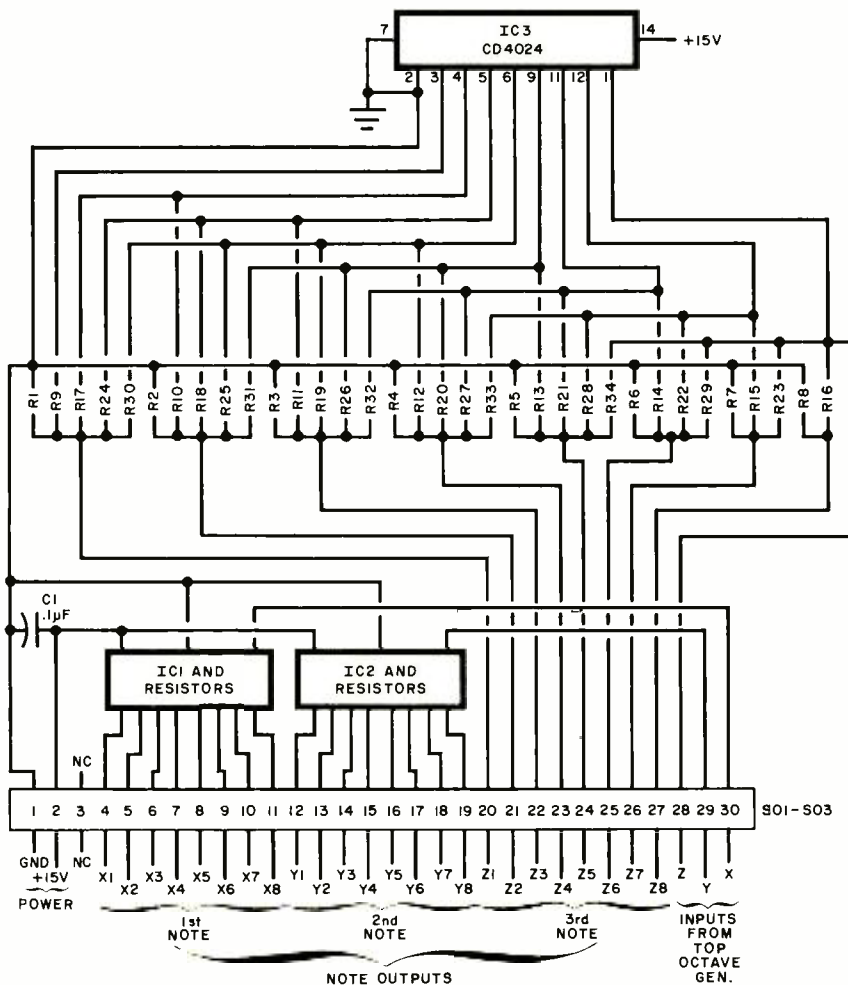 7 IC3 14
CD4024 +15V
2 3 4 5 6 9 11 12 1
R1 R9 R17 R24 R30 R2 R10 R18 R25 R31 R3 R11 R19 R26 R32 R4 R12 R20 R27 R33 R5 R13 R21 R28 R34 R6 R14 R22 R29 R7 R15 R23 R8 R16
C1
.1µF
IC1 AND IC2 AND
RESISTORS RESISTORS
NC
1 2 3 4 5 6 7 8 9 10 11 12 13 14 15 16 17 18 19 20 21 22 23 24 25 26 27 28 29 30 SO1-SO3
GND NC X1 X3 X5 X7 Y1 Y3 Y5 Y7 Z1 Z3 Z5 Z7 Z X
+15V X2 X4 X6 X8 Y2 Y4 Y6 Y8 Z2 Z4 Z6 Z8 Y
POWER
1st 2nd 3rd INPUTS
NOTE NOTE NOTE FROM
TOP
OCTAVE
NOTE OUTPUTS GEN.